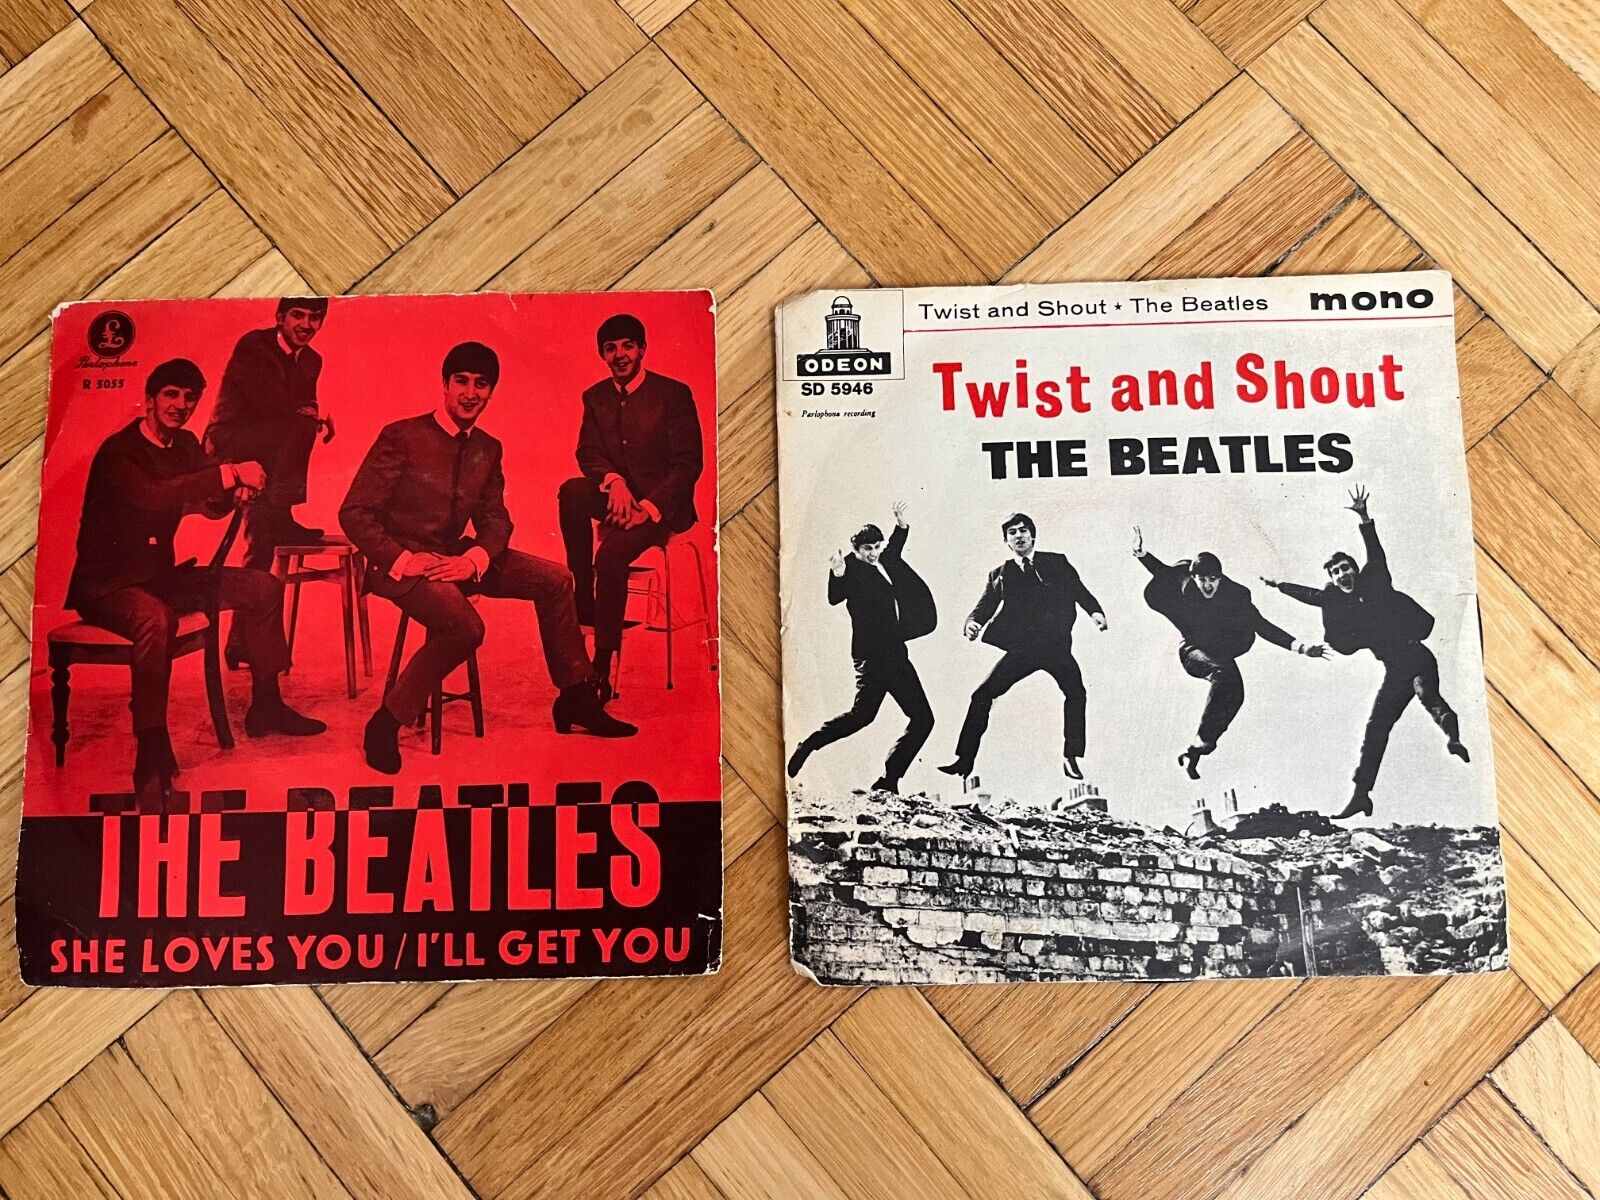 Parlophone
R 5055
THE BEATLES
SHE LOVES YOU/I'LL GET YOU
Twist and Shout ⋆ The Beatles mono
ODEON
SD 5946
Parlophone recording
Twist and Shout
THE BEATLES